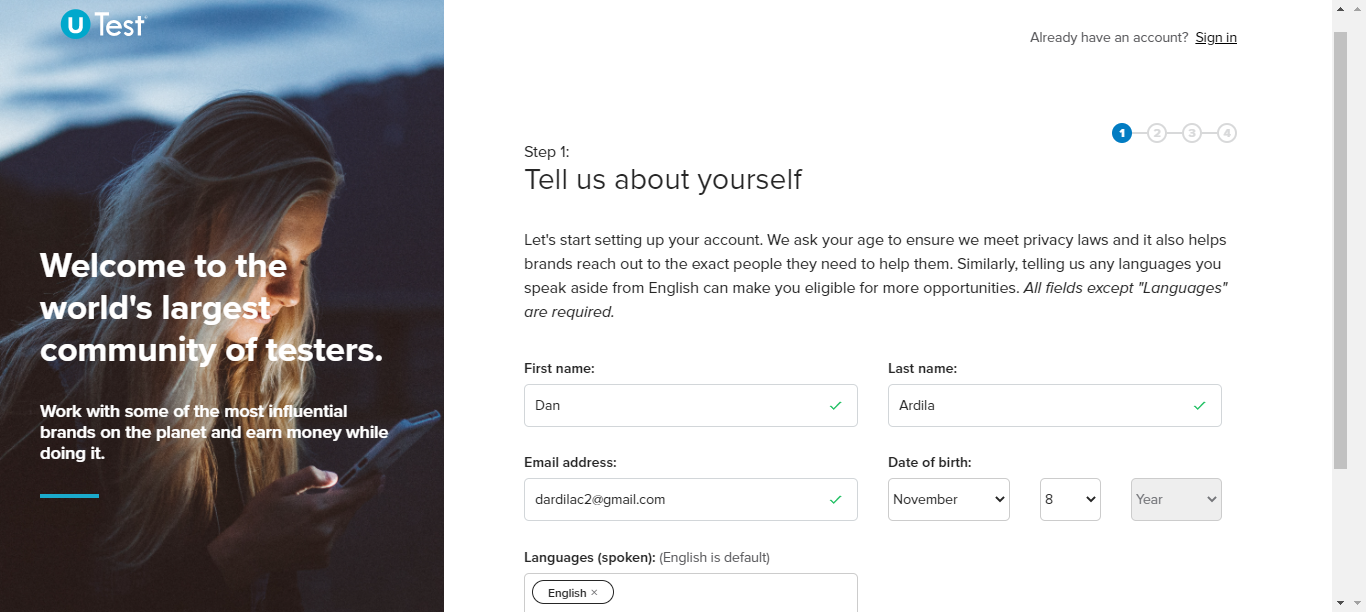 uTest
Already have an account? Sign in
1 2 3 4
Step 1:
Tell us about yourself
Welcome to the
world's largest
community of testers.
Work with some of the most influential
brands on the planet and earn money while
doing it.
Let's start setting up your account. We ask your age to ensure we meet privacy laws and it also helps
brands reach out to the exact people they need to help them. Similarly, telling us any languages you
speak aside from English can make you eligible for more opportunities. All fields except "Languages"
are required.
First name:
Last name:
Dan
Ardila
Email address:
Date of birth:
dardilac2@gmail.com
November 8 Year
Languages (spoken): (English is default)
English ×